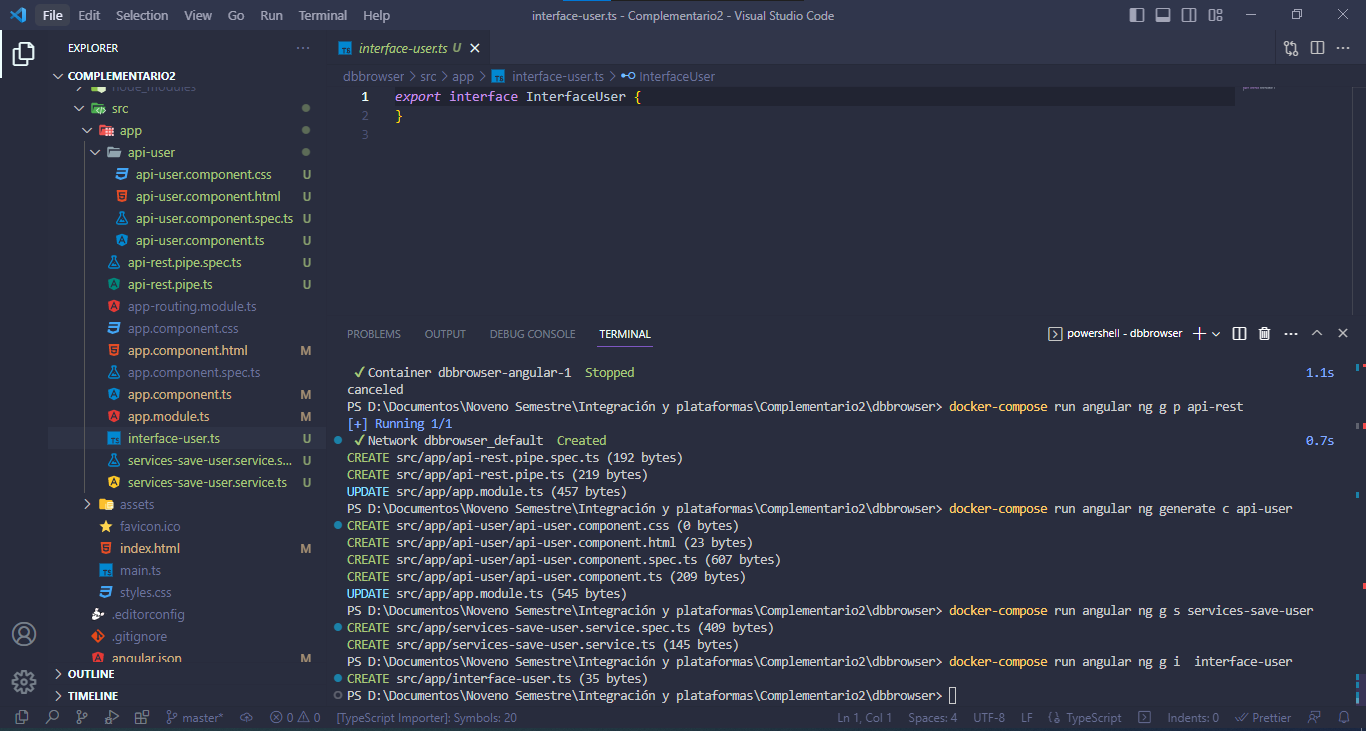 File Edit Selection View Go Run Terminal Help
interface-user.ts - Complementario2 - Visual Studio Code
EXPLORER
COMPLEMENTARIO2
node_modules
src
app
api-user
api-user.component.css U
api-user.component.html U
api-user.component.spec.ts U
api-user.component.ts U
api-rest.pipe.spec.ts U
api-rest.pipe.ts U
app-routing.module.ts
app.component.css
app.component.html M
app.component.spec.ts
app.component.ts M
app.module.ts M
interface-user.ts U
services-save-user.service.s... U
services-save-user.service.ts U
assets
favicon.ico
index.html M
main.ts
styles.css
.editorconfig
.gitignore
angular.json M
OUTLINE
TIMELINE
interface-user.ts U
dbbrowser > src > app > interface-user.ts > InterfaceUser
1 export interface InterfaceUser {
2 }
3
PROBLEMS OUTPUT DEBUG CONSOLE TERMINAL
powershell - dbbrowser
✓Container dbbrowser-angular-1 Stopped 1.1s
canceled
PS D:\Documentos\Noveno Semestre\Integración y plataformas\Complementario2\dbbrowser> docker-compose run angular ng g p api-rest
[+] Running 1/1
✓Network dbbrowser_default Created 0.7s
CREATE src/app/api-rest.pipe.spec.ts (192 bytes)
CREATE src/app/api-rest.pipe.ts (219 bytes)
UPDATE src/app/app.module.ts (457 bytes)
PS D:\Documentos\Noveno Semestre\Integración y plataformas\Complementario2\dbbrowser> docker-compose run angular ng generate c api-user
CREATE src/app/api-user/api-user.component.css (0 bytes)
CREATE src/app/api-user/api-user.component.html (23 bytes)
CREATE src/app/api-user/api-user.component.spec.ts (607 bytes)
CREATE src/app/api-user/api-user.component.ts (209 bytes)
UPDATE src/app/app.module.ts (545 bytes)
PS D:\Documentos\Noveno Semestre\Integración y plataformas\Complementario2\dbbrowser> docker-compose run angular ng g s services-save-user
CREATE src/app/services-save-user.service.spec.ts (409 bytes)
CREATE src/app/services-save-user.service.ts (145 bytes)
PS D:\Documentos\Noveno Semestre\Integración y plataformas\Complementario2\dbbrowser> docker-compose run angular ng g i  interface-user
CREATE src/app/interface-user.ts (35 bytes)
PS D:\Documentos\Noveno Semestre\Integración y plataformas\Complementario2\dbbrowser>
master* 0 0 [TypeScript Importer]: Symbols: 20 Ln 1, Col 1 Spaces: 4 UTF-8 LF TypeScript Indents: 0 Prettier